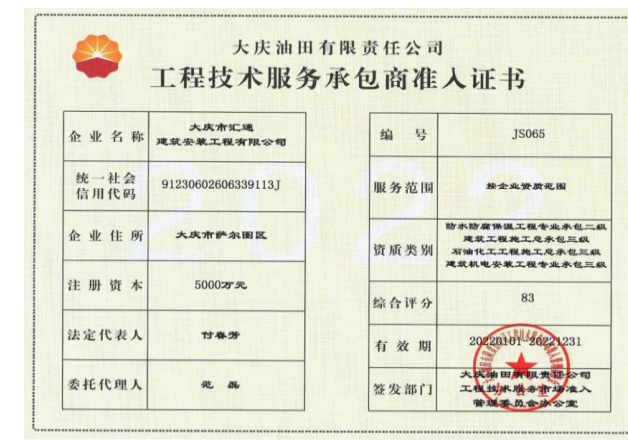 大庆油田有限责任公司
工程技术服务承包商准入证书
企业名称
大庆市汇通
建筑安装工程有限公司
统一社会
信用代码
91230602606339113J
企业住所
大庆市萨尔图区
注册资本
5000万元
法定代表人
付春芳
委托代理人
范磊
编号
JS065
服务范围
按企业资质范围
资质类别
防水防腐保温工程专业承包二级
建筑工程施工总承包三级
石油化工工程施工总承包三级
建筑机电安装工程专业承包三级
综合评分
83
有效期
20220101-20221231
签发部门
大庆油田有限责任公司
工程技术服务市场准入
管理委员会办公室
2022